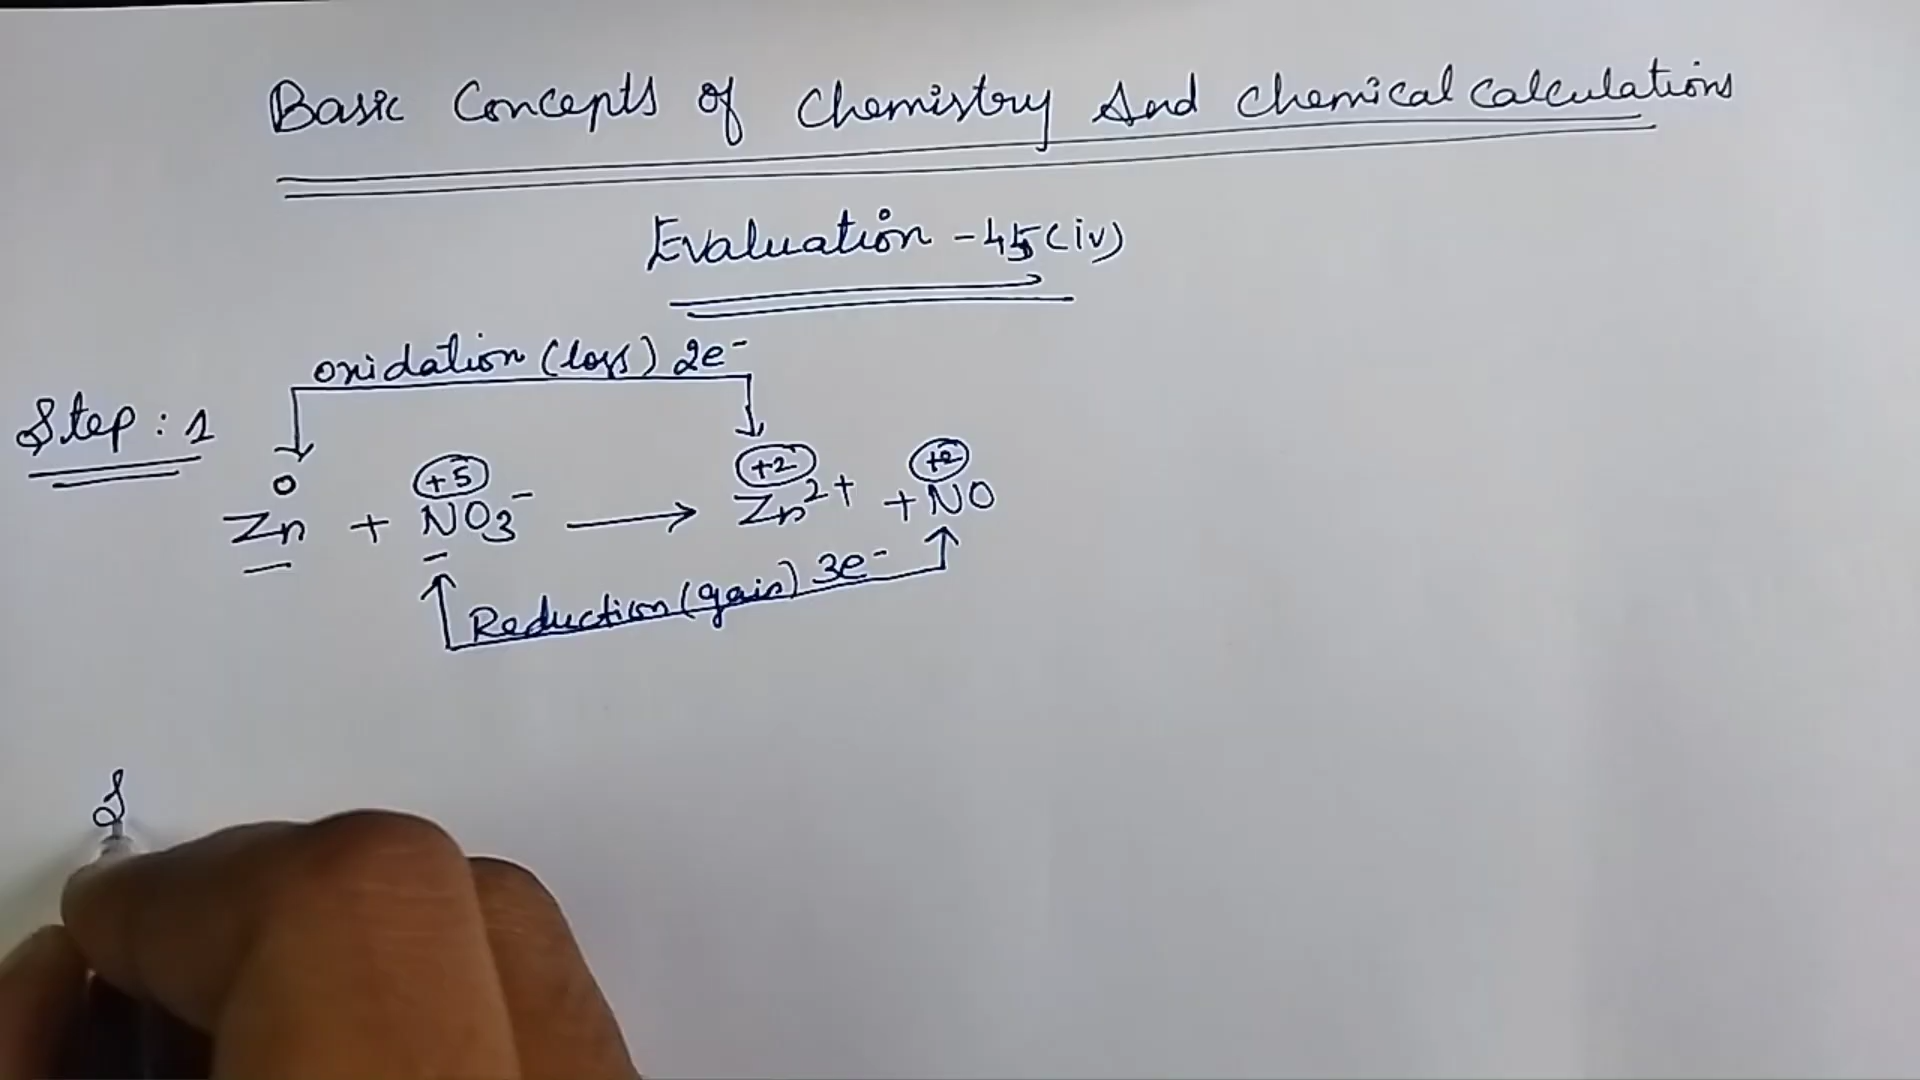 Basic Concepts of Chemistry And Chemical Calculations
Evaluation - 45(iv)
oxidation (loss) 2e⁻
Step : 1
0 +5 +2 +2
Zn + NO₃⁻ ⟶ Zn²⁺ + NO
Reduction (gain) 3e⁻
S